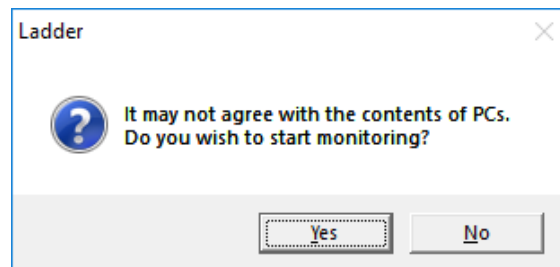 Ladder
It may not agree with the contents of PCs.
Do you wish to start monitoring?
Yes
No